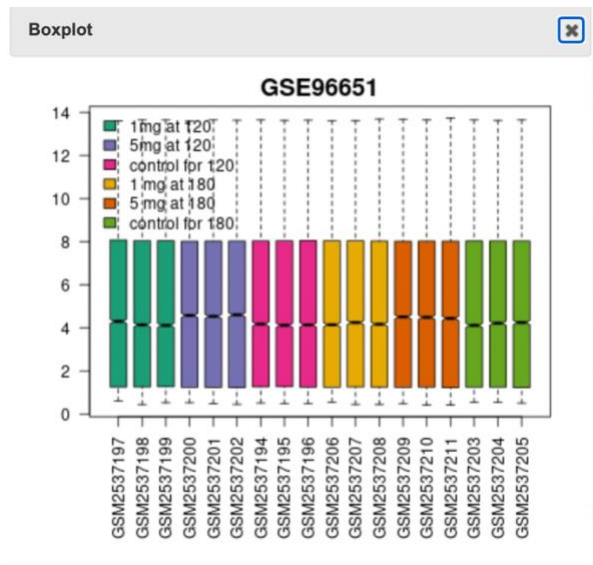 Boxplot
GSE96651
14
12
10
8
6
4
2
0
1mg at 120
5mg at 120
control for 120
1 mg at 180
5 mg at 180
control for 180
GSM2537197
GSM2537198
GSM2537199
GSM2537200
GSM2537201
GSM2537202
GSM2537194
GSM2537195
GSM2537196
GSM2537206
GSM2537207
GSM2537208
GSM2537209
GSM2537210
GSM2537211
GSM2537203
GSM2537204
GSM2537205